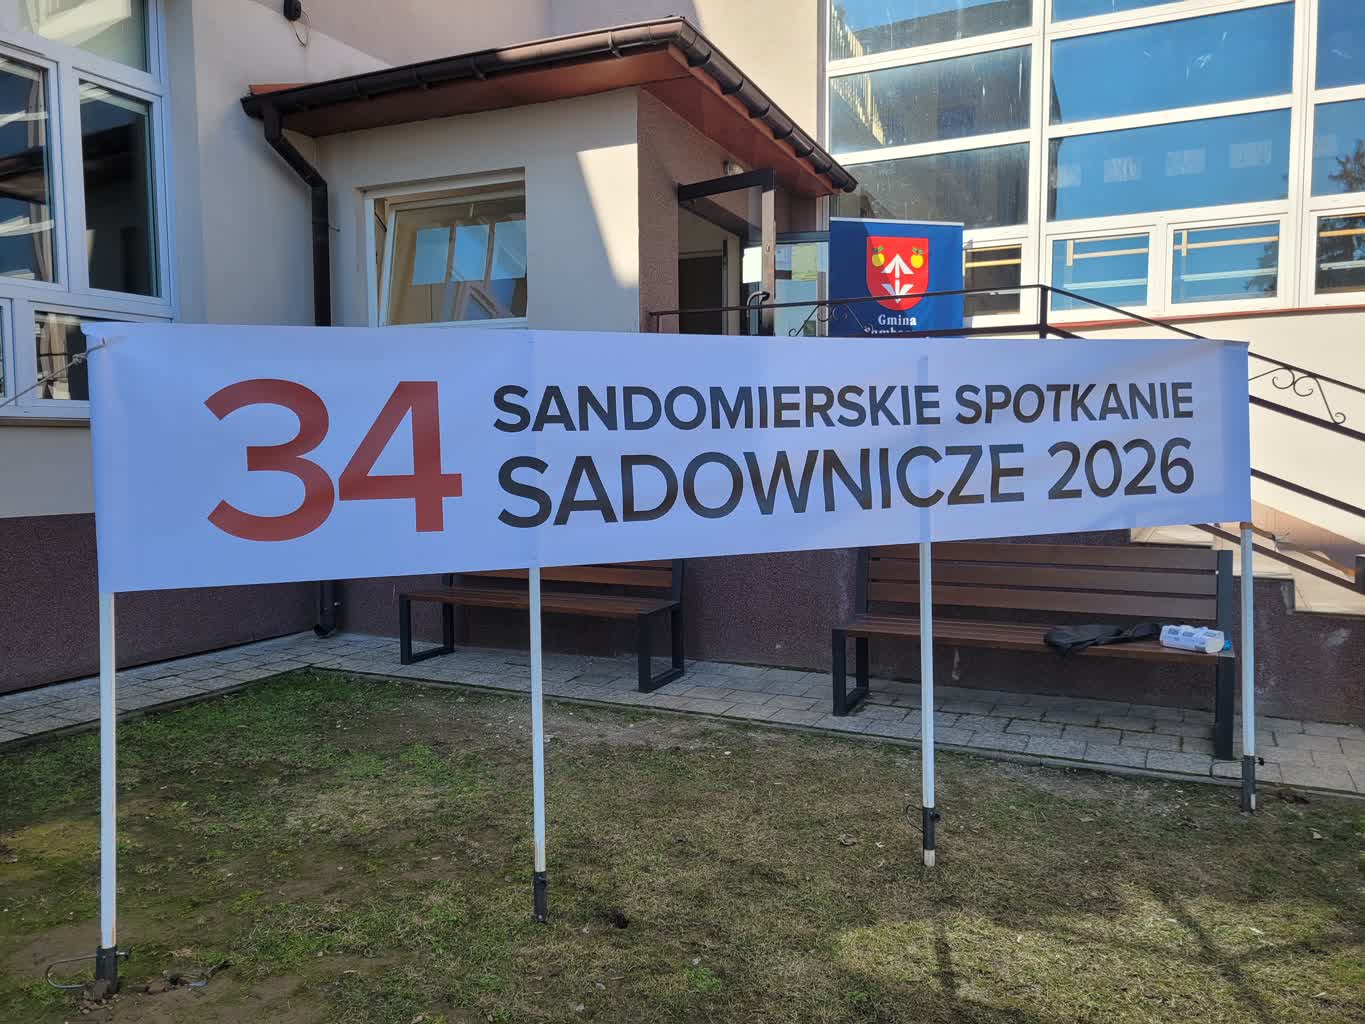 34 SANDOMIERSKIE SPOTKANIE
SADOWNICZE 2026
Gmina